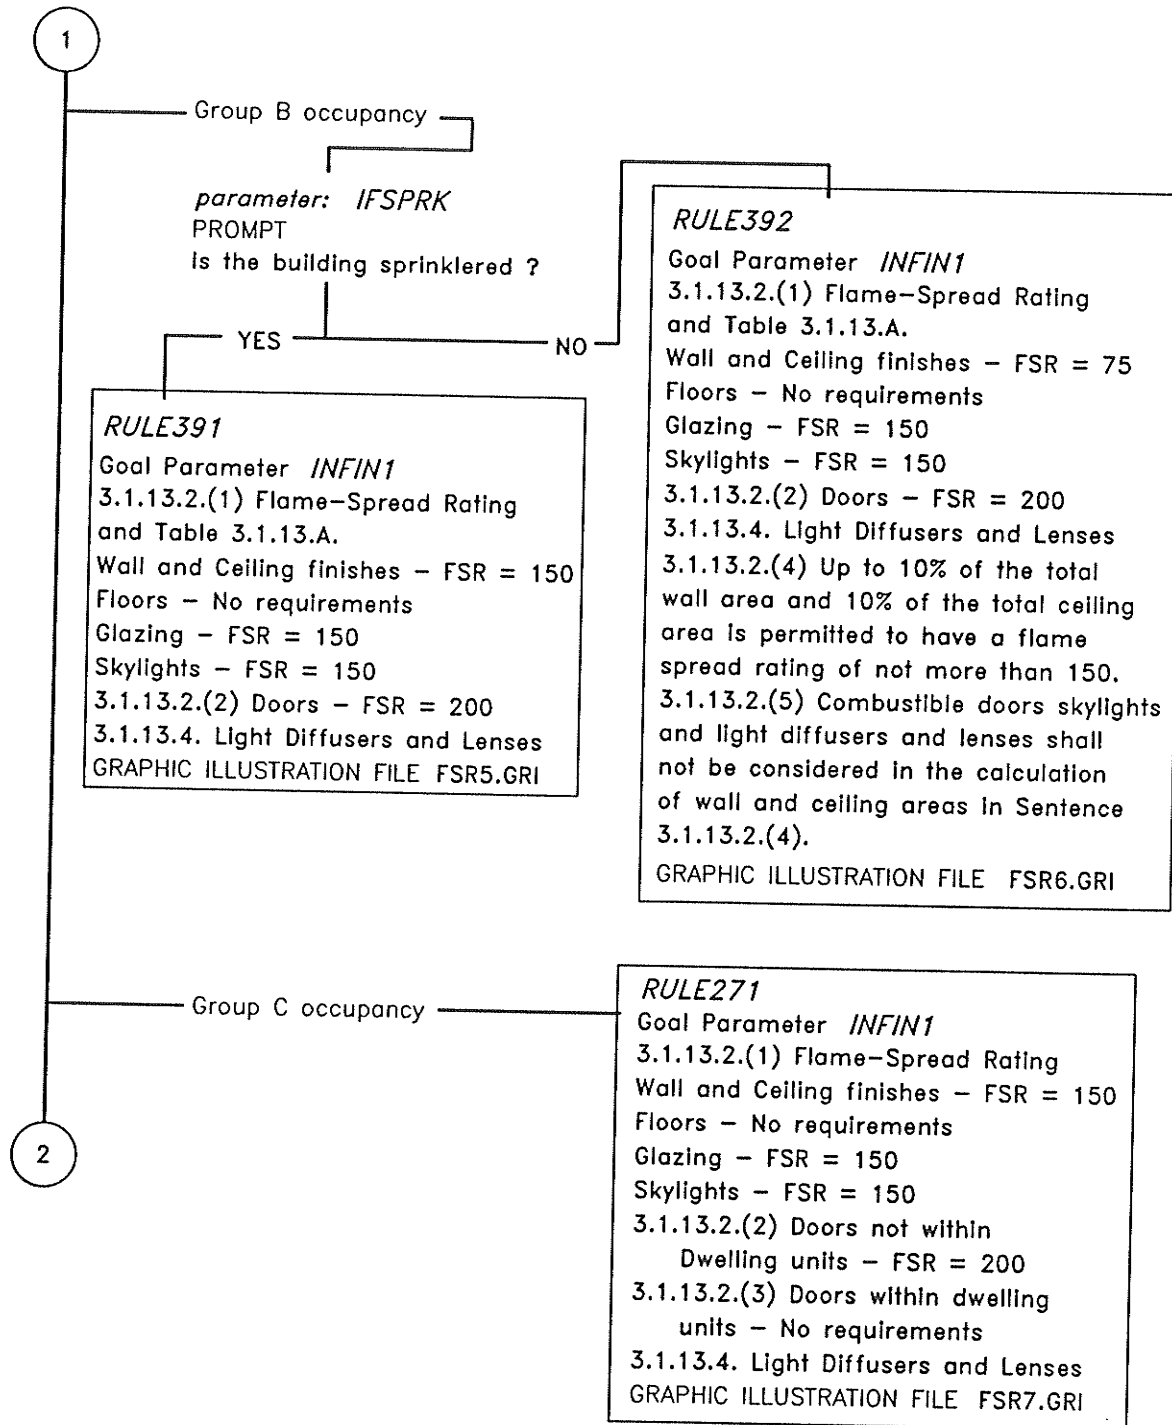 1
Group B occupancy
parameter: IFSPRK
PROMPT
Is the building sprinklered ?
YES
NO
RULE391
Goal Parameter INFIN1
3.1.13.2.(1) Flame-Spread Rating
and Table 3.1.13.A.
Wall and Ceiling finishes - FSR = 150
Floors - No requirements
Glazing - FSR = 150
Skylights - FSR = 150
3.1.13.2.(2) Doors - FSR = 200
3.1.13.4. Light Diffusers and Lenses
GRAPHIC ILLUSTRATION FILE FSR5.GRI
RULE392
Goal Parameter INFIN1
3.1.13.2.(1) Flame-Spread Rating
and Table 3.1.13.A.
Wall and Ceiling finishes - FSR = 75
Floors - No requirements
Glazing - FSR = 150
Skylights - FSR = 150
3.1.13.2.(2) Doors - FSR = 200
3.1.13.4. Light Diffusers and Lenses
3.1.13.2.(4) Up to 10% of the total
wall area and 10% of the total ceiling
area is permitted to have a flame
spread rating of not more than 150.
3.1.13.2.(5) Combustible doors skylights
and light diffusers and lenses shall
not be considered in the calculation
of wall and ceiling areas in Sentence
3.1.13.2.(4).
GRAPHIC ILLUSTRATION FILE FSR6.GRI
Group C occupancy
RULE271
Goal Parameter INFIN1
3.1.13.2.(1) Flame-Spread Rating
Wall and Ceiling finishes - FSR = 150
Floors - No requirements
Glazing - FSR = 150
Skylights - FSR = 150
3.1.13.2.(2) Doors not within
Dwelling units - FSR = 200
3.1.13.2.(3) Doors within dwelling
units - No requirements
3.1.13.4. Light Diffusers and Lenses
GRAPHIC ILLUSTRATION FILE FSR7.GRI
2